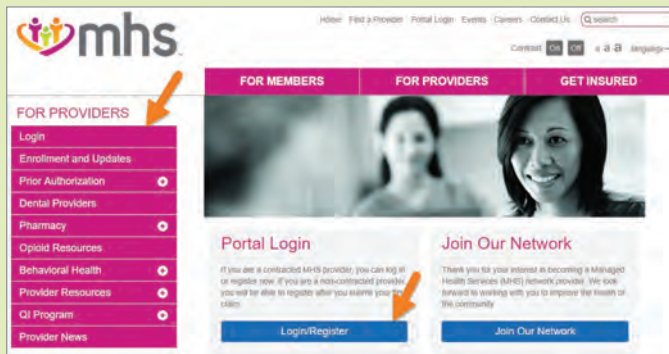 mhs
Home Find a Provider Portal Login Events Careers Contact Us search
Contrast On Off a a a language
FOR MEMBERS FOR PROVIDERS GET INSURED
FOR PROVIDERS
Login
Enrollment and Updates
Prior Authorization
Dental Providers
Pharmacy
Opioid Resources
Behavioral Health
Provider Resources
QI Program
Provider News
Portal Login
If you are a contracted MHS provider, you can log in
or register now. If you are a non-contracted provider,
you will be able to register after you submit your
claim.
Login/Register
Join Our Network
Thank you for your interest in becoming a Managed
Health Services (MHS) network provider. We look
forward to working with you to improve the health of
the community.
Join Our Network